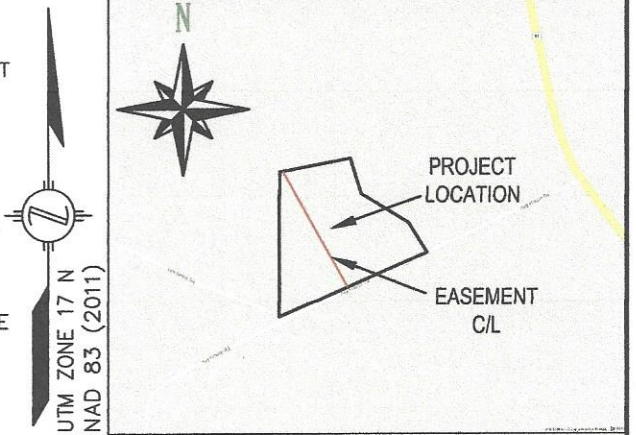 N
T
PROJECT
LOCATION
EASEMENT
C/L
E
UTM ZONE 17 N
NAD 83 (2011)